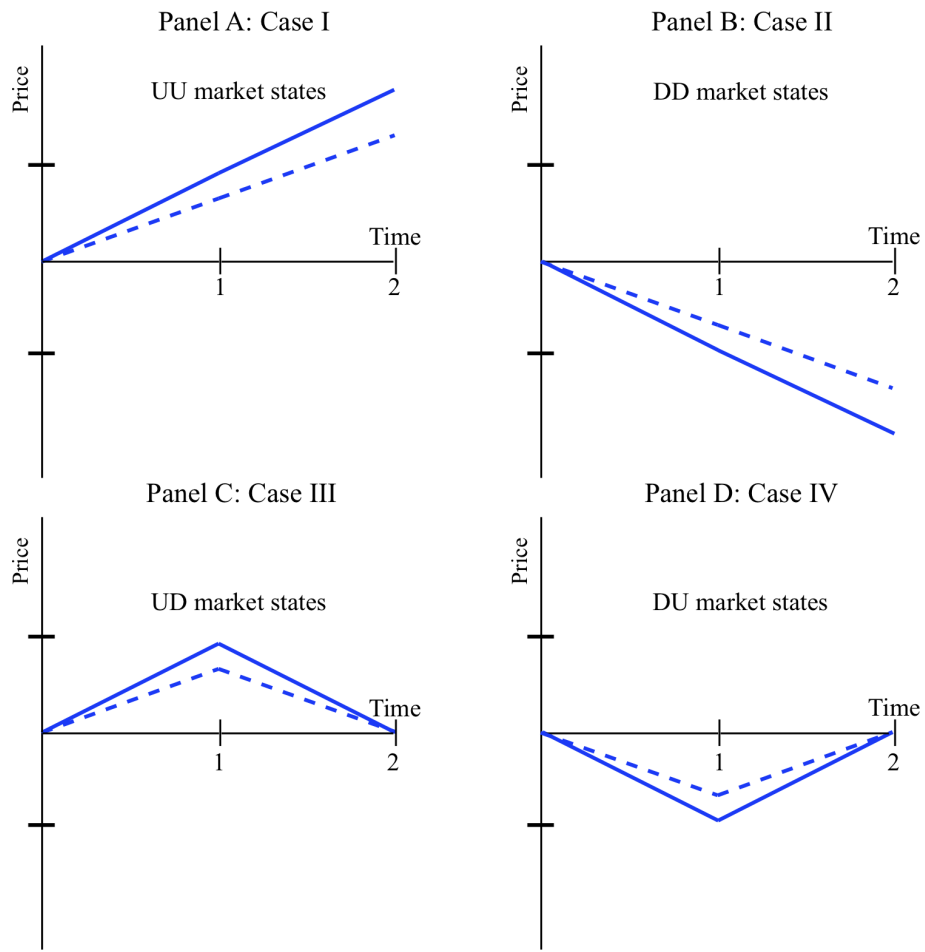 Panel A: Case I
Price
UU market states
Time
1
2
Panel B: Case II
Price
DD market states
Time
1
2
Panel C: Case III
Price
UD market states
Time
1
2
Panel D: Case IV
Price
DU market states
Time
1
2